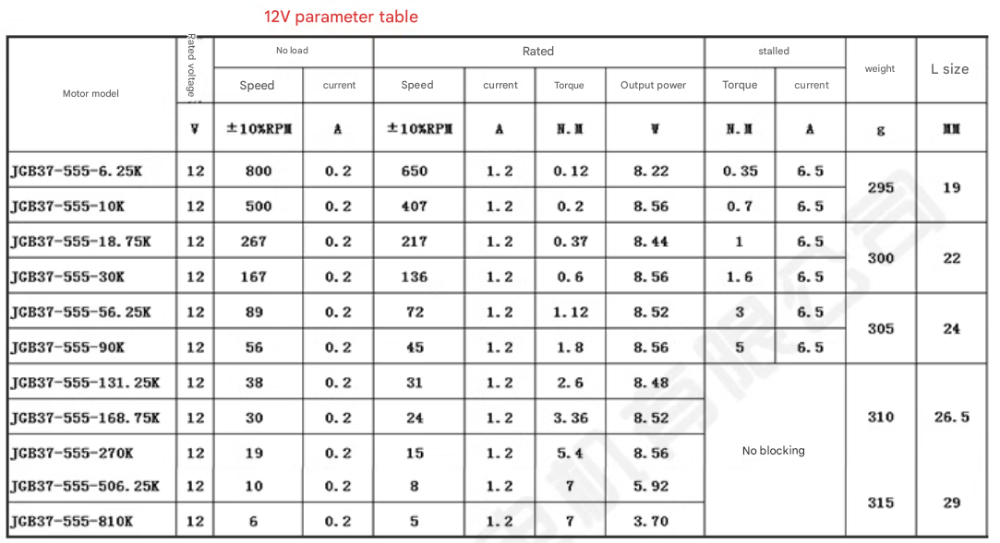 12V parameter table
Motor model Rated voltage No load Rated stalled weight L size
Speed current Speed current Torque Output power Torque current
V ±10%RPM A ±10%RPM A N.M W N.M A g MM
JGB37-555-6.25K 12 800 0.2 650 1.2 0.12 8.22 0.35 6.5 295 19
JGB37-555-10K 12 500 0.2 407 1.2 0.2 8.56 0.7 6.5
JGB37-555-18.75K 12 267 0.2 217 1.2 0.37 8.44 1 6.5 300 22
JGB37-555-30K 12 167 0.2 136 1.2 0.6 8.56 1.6 6.5
JGB37-555-56.25K 12 89 0.2 72 1.2 1.12 8.52 3 6.5 305 24
JGB37-555-90K 12 56 0.2 45 1.2 1.8 8.56 5 6.5
JGB37-555-131.25K 12 38 0.2 31 1.2 2.6 8.48
JGB37-555-168.75K 12 30 0.2 24 1.2 3.36 8.52 310 26.5
JGB37-555-270K 12 19 0.2 15 1.2 5.4 8.56 No blocking
JGB37-555-506.25K 12 10 0.2 8 1.2 7 5.92 315 29
JGB37-555-810K 12 6 0.2 5 1.2 7 3.70